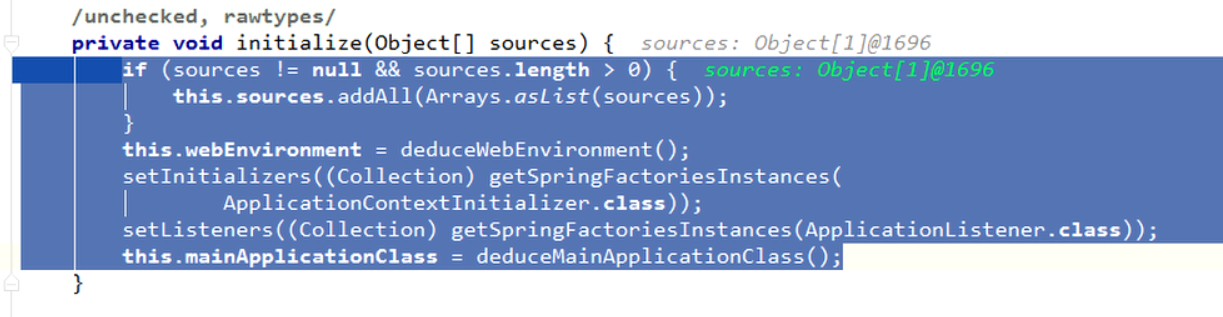 /unchecked, rawtypes/
private void initialize(Object[] sources) {  sources: Object[1]@1696
if (sources != null && sources.length > 0) {  sources: Object[1]@1696
this.sources.addAll(Arrays.asList(sources));
}
this.webEnvironment = deduceWebEnvironment();
setInitializers((Collection) getSpringFactoriesInstances(
ApplicationContextInitializer.class));
setListeners((Collection) getSpringFactoriesInstances(ApplicationListener.class));
this.mainApplicationClass = deduceMainApplicationClass();
}